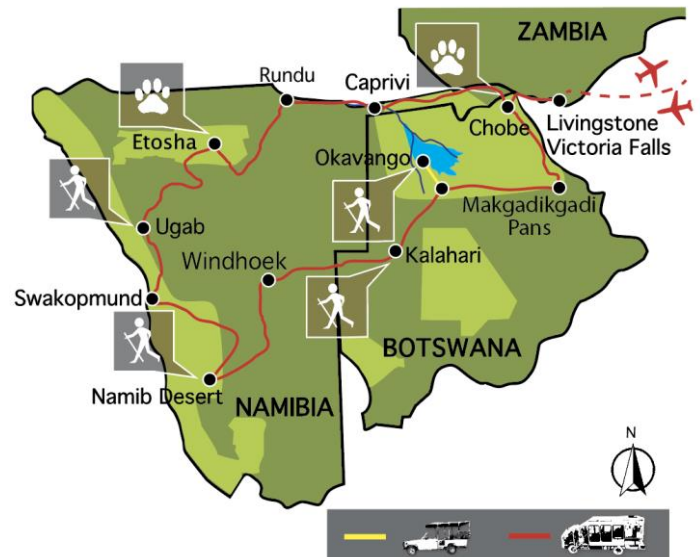 ZAMBIA
Rundu
Caprivi
Etosha
Chobe
Livingstone
Victoria Falls
Okavango
Makgadikgadi
Pans
Ugab
Windhoek
Kalahari
Swakopmund
BOTSWANA
Namib Desert
NAMIBIA
N